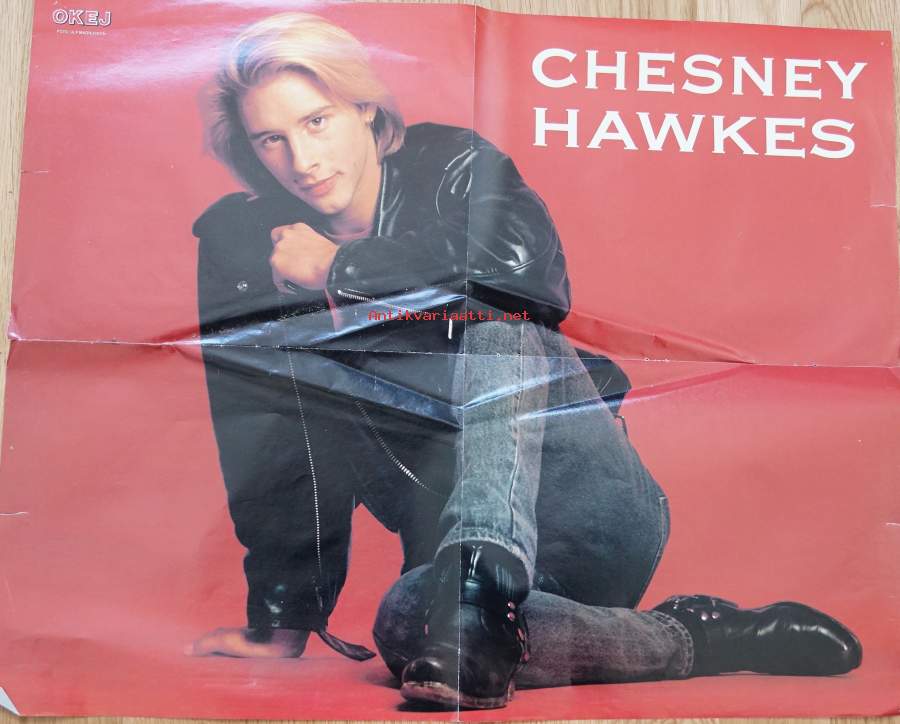 OKEJ
CHESNEY
HAWKES
Antikvariaatti.net